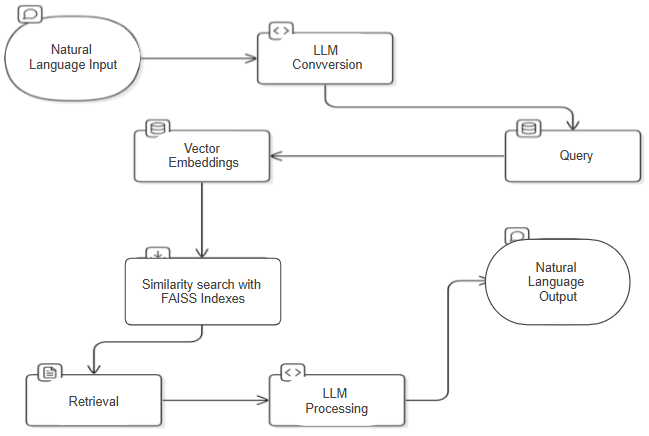 Natural
Language Input
LLM
Convversion
Query
Vector
Embeddings
Similarity search with
FAISS Indexes
Retrieval
LLM
Processing
Natural
Language
Output